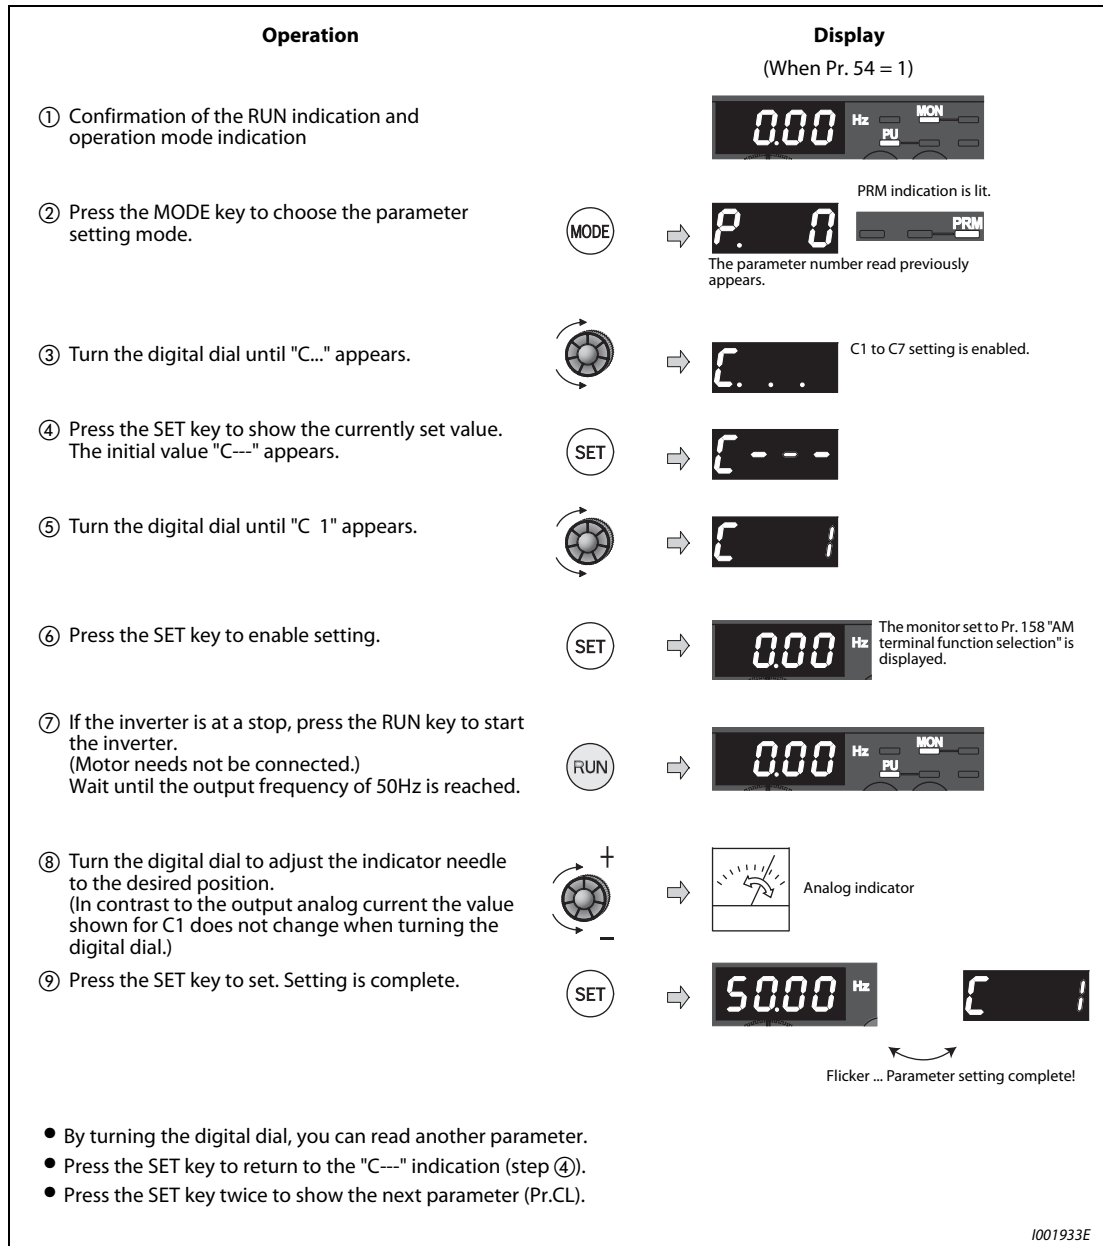 Operation
Display
(When Pr. 54 = 1)
① Confirmation of the RUN indication and
operation mode indication
0.00 Hz MON
PU
② Press the MODE key to choose the parameter
setting mode.
MODE
P. 0
PRM indication is lit.
PRM
The parameter number read previously
appears.
③ Turn the digital dial until "C..." appears.
C. . .
C1 to C7 setting is enabled.
④ Press the SET key to show the currently set value.
The initial value "C---" appears.
SET
C - - -
⑤ Turn the digital dial until "C 1" appears.
C 1
⑥ Press the SET key to enable setting.
SET
0.00 Hz
The monitor set to Pr. 158 "AM
terminal function selection" is
displayed.
⑦ If the inverter is at a stop, press the RUN key to start
the inverter.
(Motor needs not be connected.)
Wait until the output frequency of 50Hz is reached.
RUN
0.00 Hz MON
PU
⑧ Turn the digital dial to adjust the indicator needle
to the desired position.
(In contrast to the output analog current the value
shown for C1 does not change when turning the
digital dial.)
+
−
Analog indicator
⑨ Press the SET key to set. Setting is complete.
SET
50.00 Hz
C 1
Flicker ... Parameter setting complete!
● By turning the digital dial, you can read another parameter.
● Press the SET key to return to the "C---" indication (step ④).
● Press the SET key twice to show the next parameter (Pr.CL).
I001933E